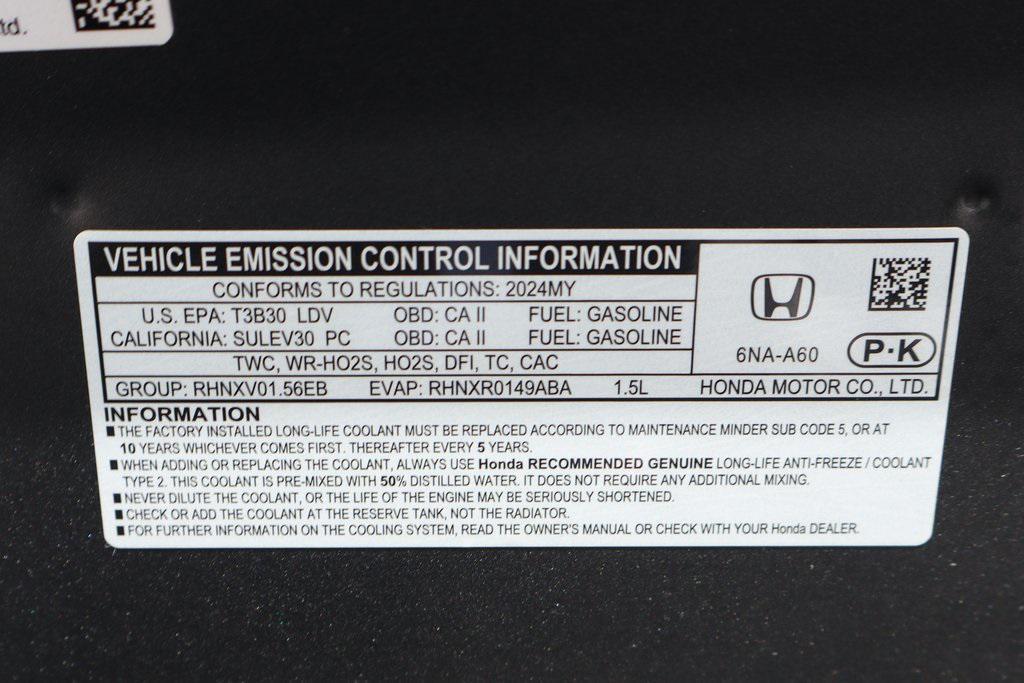 td.
VEHICLE EMISSION CONTROL INFORMATION
CONFORMS TO REGULATIONS: 2024MY
U.S. EPA: T3B30 LDV OBD: CA II FUEL: GASOLINE
CALIFORNIA: SULEV30 PC OBD: CA II FUEL: GASOLINE
TWC, WR-HO2S, HO2S, DFI, TC, CAC
6NA-A60 P·K
GROUP: RHNXV01.56EB EVAP: RHNXR0149ABA 1.5L HONDA MOTOR CO., LTD.
INFORMATION
■ THE FACTORY INSTALLED LONG-LIFE COOLANT MUST BE REPLACED ACCORDING TO MAINTENANCE MINDER SUB CODE 5, OR AT
10 YEARS WHICHEVER COMES FIRST. THEREAFTER EVERY 5 YEARS.
■ WHEN ADDING OR REPLACING THE COOLANT, ALWAYS USE Honda RECOMMENDED GENUINE LONG-LIFE ANTI-FREEZE / COOLANT
TYPE 2. THIS COOLANT IS PRE-MIXED WITH 50% DISTILLED WATER. IT DOES NOT REQUIRE ANY ADDITIONAL MIXING.
■ NEVER DILUTE THE COOLANT, OR THE LIFE OF THE ENGINE MAY BE SERIOUSLY SHORTENED.
■ CHECK OR ADD THE COOLANT AT THE RESERVE TANK, NOT THE RADIATOR.
■ FOR FURTHER INFORMATION ON THE COOLING SYSTEM, READ THE OWNER'S MANUAL OR CHECK WITH YOUR Honda DEALER.